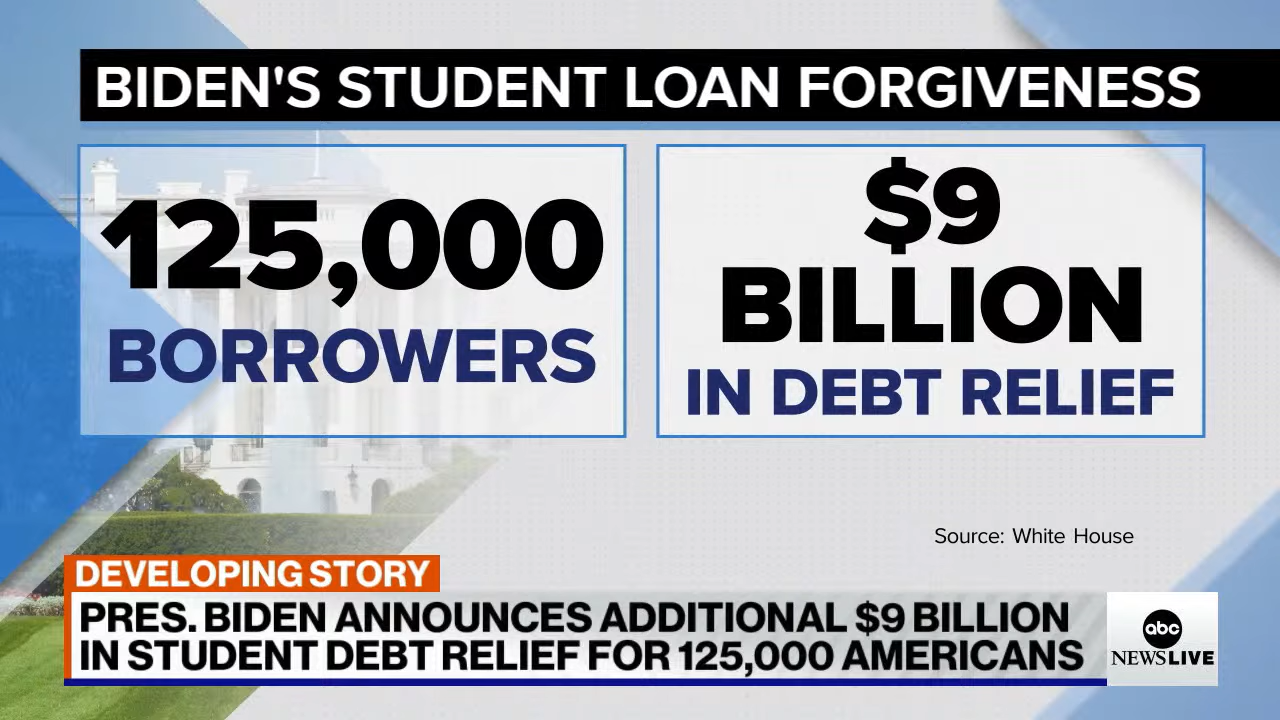 BIDEN'S STUDENT LOAN FORGIVENESS
125,000
BORROWERS
$9
BILLION
IN DEBT RELIEF
Source: White House
DEVELOPING STORY
PRES. BIDEN ANNOUNCES ADDITIONAL $9 BILLION
IN STUDENT DEBT RELIEF FOR 125,000 AMERICANS
abc
NEWSLIVE